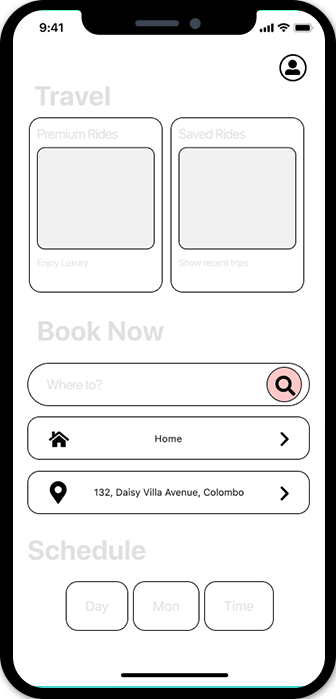 9:41
Travel
Premium Rides
Saved Rides
Enjoy Luxury
Show recent trips
Book Now
Where to?
Home
132, Daisy Villa Avenue, Colombo
Schedule
Day
Mon
Time